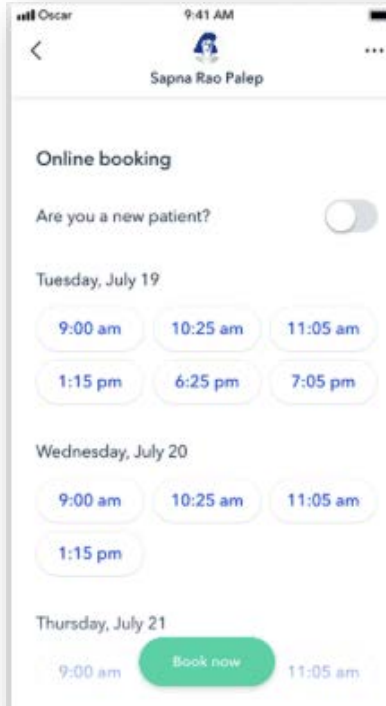 Oscar 9:41 AM
Sapna Rao Palep
Online booking
Are you a new patient?
Tuesday, July 19
9:00 am 10:25 am 11:05 am
1:15 pm 6:25 pm 7:05 pm
Wednesday, July 20
9:00 am 10:25 am 11:05 am
1:15 pm
Thursday, July 21
9:00 am Book now 11:05 am